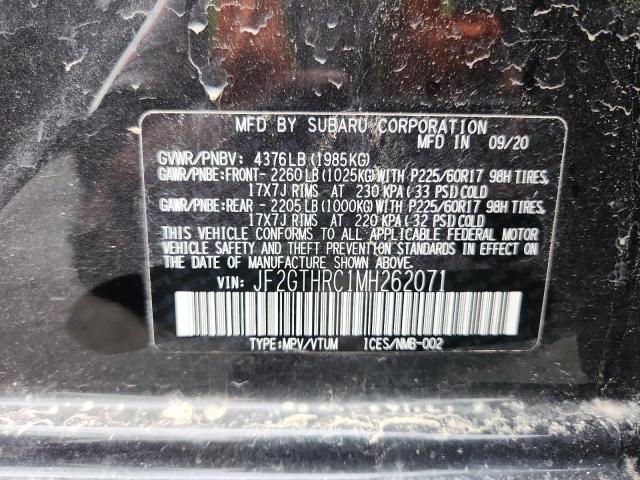 MFD BY SUBARU CORPORATION
MFD IN 09/20
GVWR/PNBV: 4376LB(1985KG)
GAWR/PNBE:FRONT- 2260LB(1025KG)WITH P225/60R17 98H TIRES,
17X7J RIMS AT 230 KPA(33 PSI)COLD
GAWR/PNBE:REAR - 2205LB(1000KG)WITH P225/60R17 98H TIRES,
17X7J RIMS AT 220 KPA(32 PSI)COLD
THIS VEHICLE CONFORMS TO ALL APPLICABLE FEDERAL MOTOR
VEHICLE SAFETY AND THEFT PREVENTION STANDARDS IN EFFECT ON
THE DATE OF MANUFACTURE SHOWN ABOVE.
VIN: JF2GTHRC1MH262071
TYPE:MPV/VTUM ICES/NMB-002